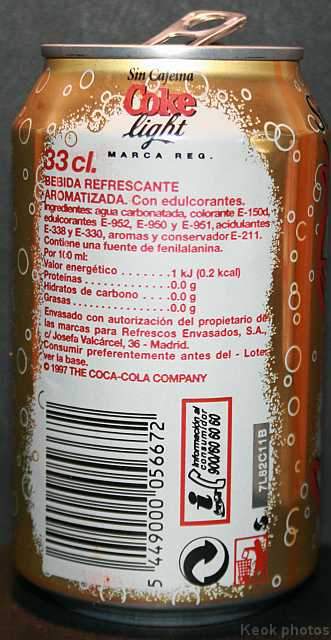 Sin Cafeína
Coke
light
MARCA REG.
33 cl.
BEBIDA REFRESCANTE
AROMATIZADA. Con edulcorantes.
Ingredientes: agua carbonatada, colorante E-150d,
edulcorantes E-952, E-950 y E-951, acidulantes
E-338 y E-330, aromas y conservador E-211.
Contiene una fuente de fenilalanina.
Por 100 ml:
Valor energético . . . . . . . 1 kJ (0.2 kcal)
Proteinas . . . . . . . . . . . . . . 0.0 g
Hidratos de carbono . . . . 0.0 g
Grasas . . . . . . . . . . . . . . . 0.0 g
Envasado con autorización del propietario de
las marcas para Refrescos Envasados, S.A.,
c/ Josefa Valcárcel, 36 - Madrid.
Consumir preferentemente antes del - Lote:
ver la base.
© 1997 THE COCA-COLA COMPANY
5 449000 056672
Información al
consumidor
900/60 60 60
7L82C11B
Keok photos